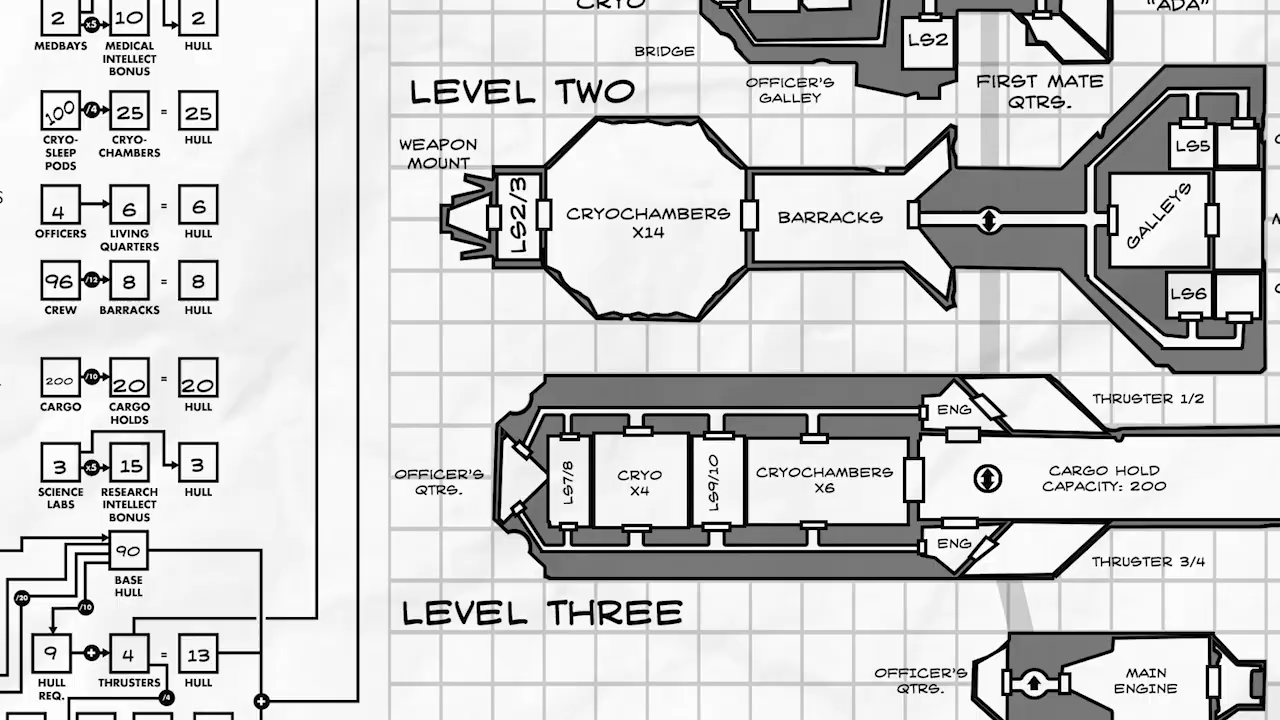 2
x5
10
2
MEDBAYS
MEDICAL
INTELLECT
BONUS
HULL
100
/4
25
=
25
CRYO-
SLEEP
PODS
CRYO-
CHAMBERS
HULL
4
6
=
6
OFFICERS
LIVING
QUARTERS
HULL
96
/12
8
=
8
CREW
BARRACKS
HULL
200
/10
20
=
20
CARGO
CARGO
HOLDS
HULL
3
x5
15
3
SCIENCE
LABS
RESEARCH
INTELLECT
BONUS
HULL
90
BASE
HULL
/20
/10
9
+
4
=
13
HULL
REQ.
THRUSTERS
HULL
/4
+
CRYO
"ADA"
BRIDGE
LS2
OFFICER'S
GALLEY
FIRST MATE
QTRS.
LEVEL TWO
WEAPON
MOUNT
LS2/3
CRYOCHAMBERS
X14
BARRACKS
GALLEYS
LS5
LS6
OFFICER'S
QTRS.
LS7/8
CRYO
X4
LS9/10
CRYOCHAMBERS
X6
ENG
ENG
CARGO HOLD
CAPACITY: 200
THRUSTER 1/2
THRUSTER 3/4
LEVEL THREE
OFFICER'S
QTRS.
MAIN
ENGINE